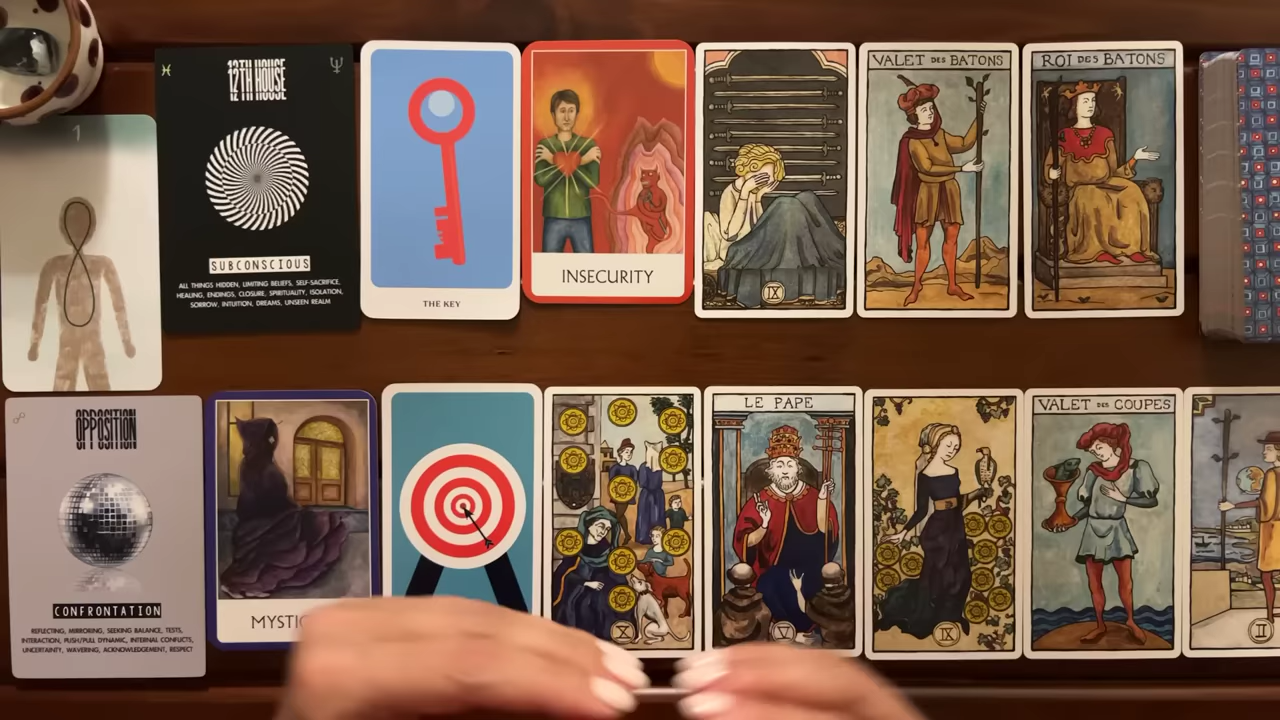 1
12TH HOUSE
SUBCONSCIOUS
ALL THINGS HIDDEN, LIMITING BELIEFS, SELF-SACRIFICE,
HEALING, ENDINGS, CLOSURE, SPIRITUALITY, ISOLATION,
SORROW, INTUITION, DREAMS, UNSEEN REALM
THE KEY
INSECURITY
IX
VALET DES BATONS
ROI DES BATONS
OPPOSITION
CONFRONTATION
REFLECTING, MIRRORING, SEEKING BALANCE, TESTS,
INTERACTION, PUSH/PULL DYNAMIC, INTERNAL CONFLICTS,
UNCERTAINTY, WAVERING, ACKNOWLEDGEMENT, RESPECT
X
LE PAPE
V
IX
VALET DES COUPES
II